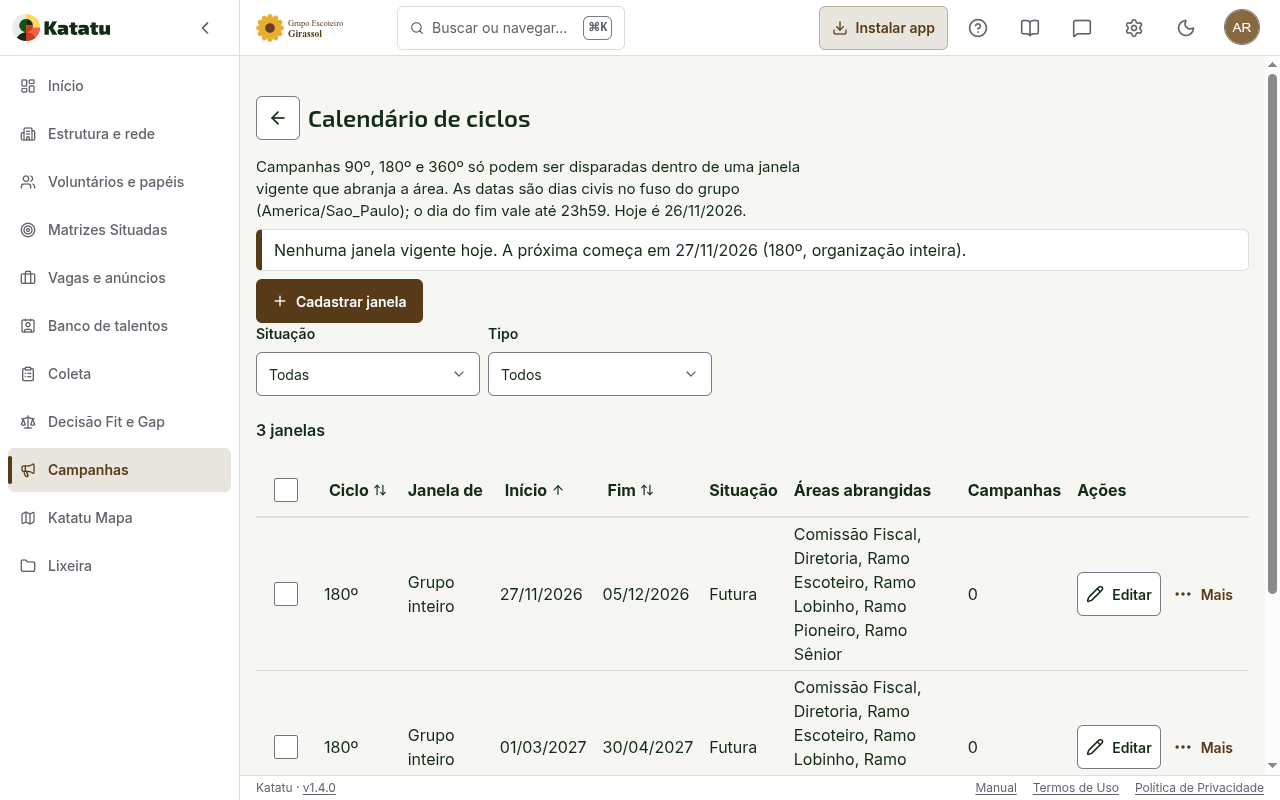 Katatu
Grupo Escoteiro
Girassol
Buscar ou navegar...
⌘K
Instalar app
AR
Início
Estrutura e rede
Voluntários e papéis
Matrizes Situadas
Vagas e anúncios
Banco de talentos
Coleta
Decisão Fit e Gap
Campanhas
Katatu Mapa
Lixeira
Calendário de ciclos
Campanhas 90º, 180º e 360º só podem ser disparadas dentro de uma janela
vigente que abranja a área. As datas são dias civis no fuso do grupo
(America/Sao_Paulo); o dia do fim vale até 23h59. Hoje é 26/11/2026.
Nenhuma janela vigente hoje. A próxima começa em 27/11/2026 (180º, organização inteira).
Cadastrar janela
Situação
Tipo
Todas
Todos
3 janelas
Ciclo
Janela de
Início
Fim
Situação
Áreas abrangidas
Campanhas
Ações
180º
Grupo
inteiro
27/11/2026
05/12/2026
Futura
Comissão Fiscal,
Diretoria, Ramo
Escoteiro, Ramo
Lobinho, Ramo
Pioneiro, Ramo
Sênior
0
Editar
Mais
180º
Grupo
inteiro
01/03/2027
30/04/2027
Futura
Comissão Fiscal,
Diretoria, Ramo
Escoteiro, Ramo
Lobinho, Ramo
0
Editar
Mais
Katatu · v1.4.0
Manual
Termos de Uso
Política de Privacidade